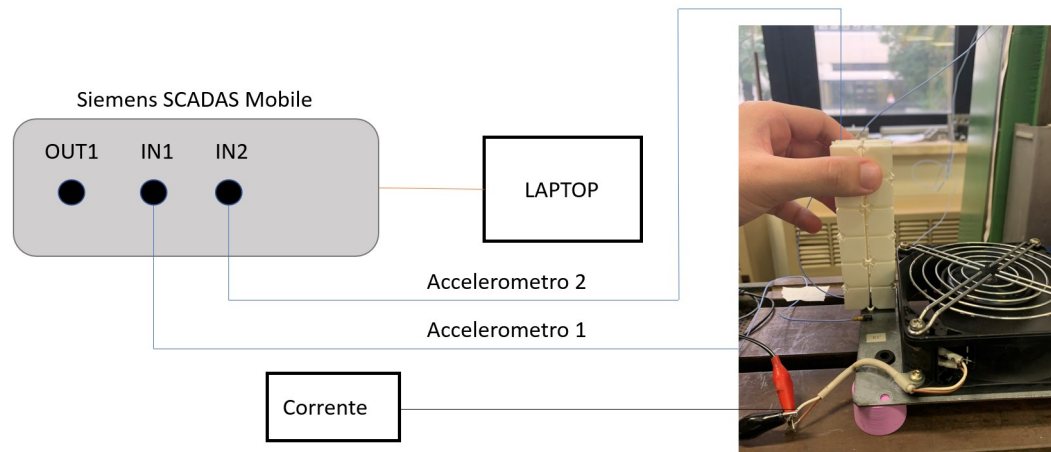 Siemens SCADAS Mobile
OUT1 IN1 IN2
LAPTOP
Accelerometro 2
Accelerometro 1
Corrente